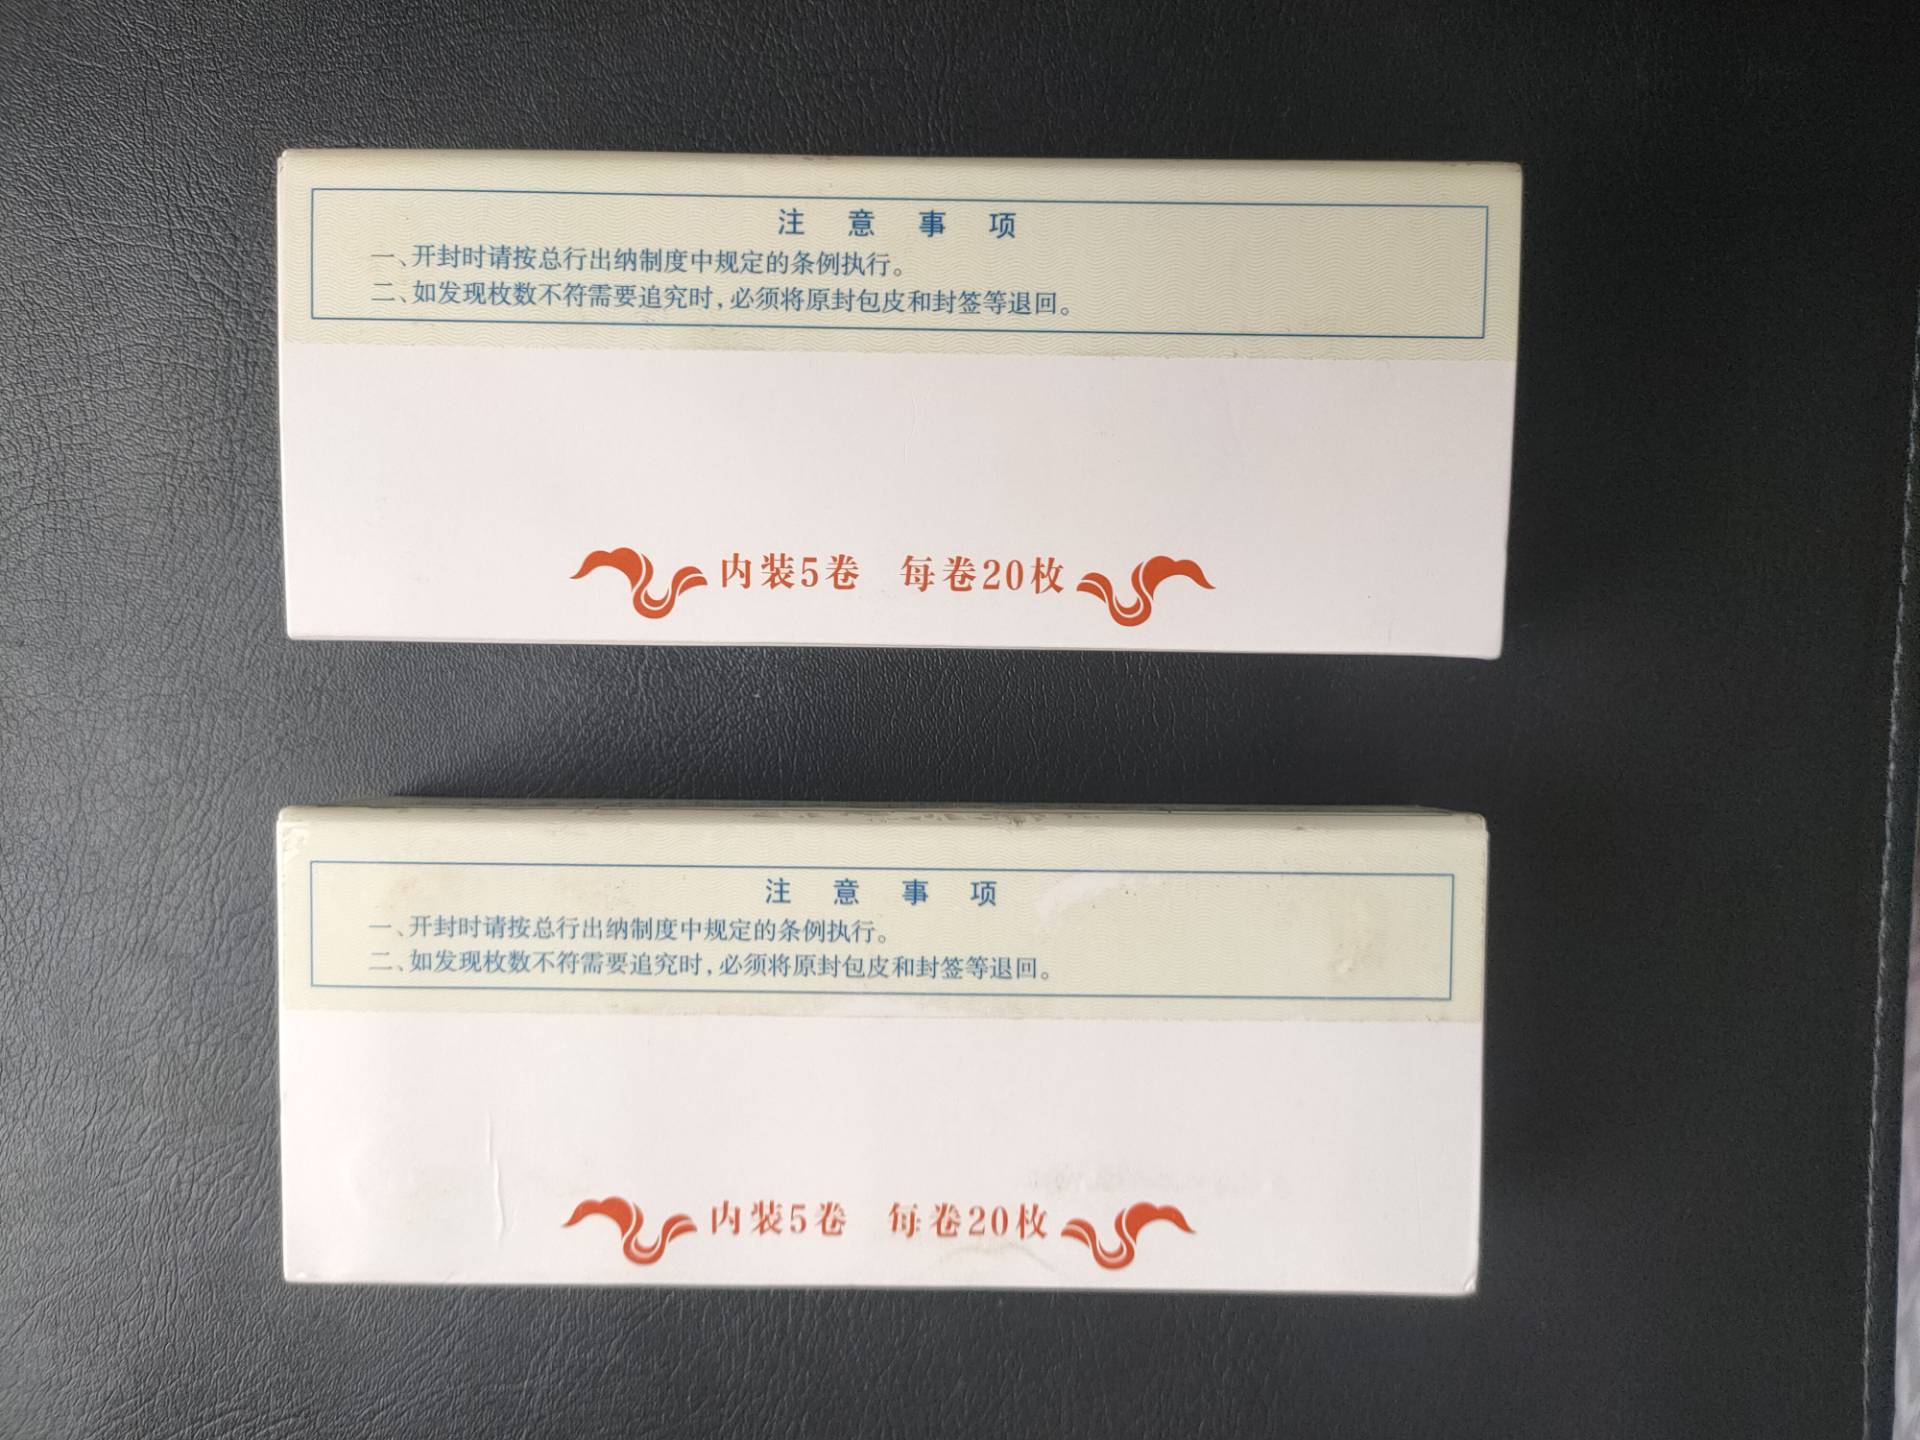 注 意 事 项
一、开封时请按总行出纳制度中规定的条例执行。
二、如发现枚数不符需要追究时，必须将原封包皮和封签等退回。
内装5卷 每卷20枚
注 意 事 项
一、开封时请按总行出纳制度中规定的条例执行。
二、如发现枚数不符需要追究时，必须将原封包皮和封签等退回。
内装5卷 每卷20枚